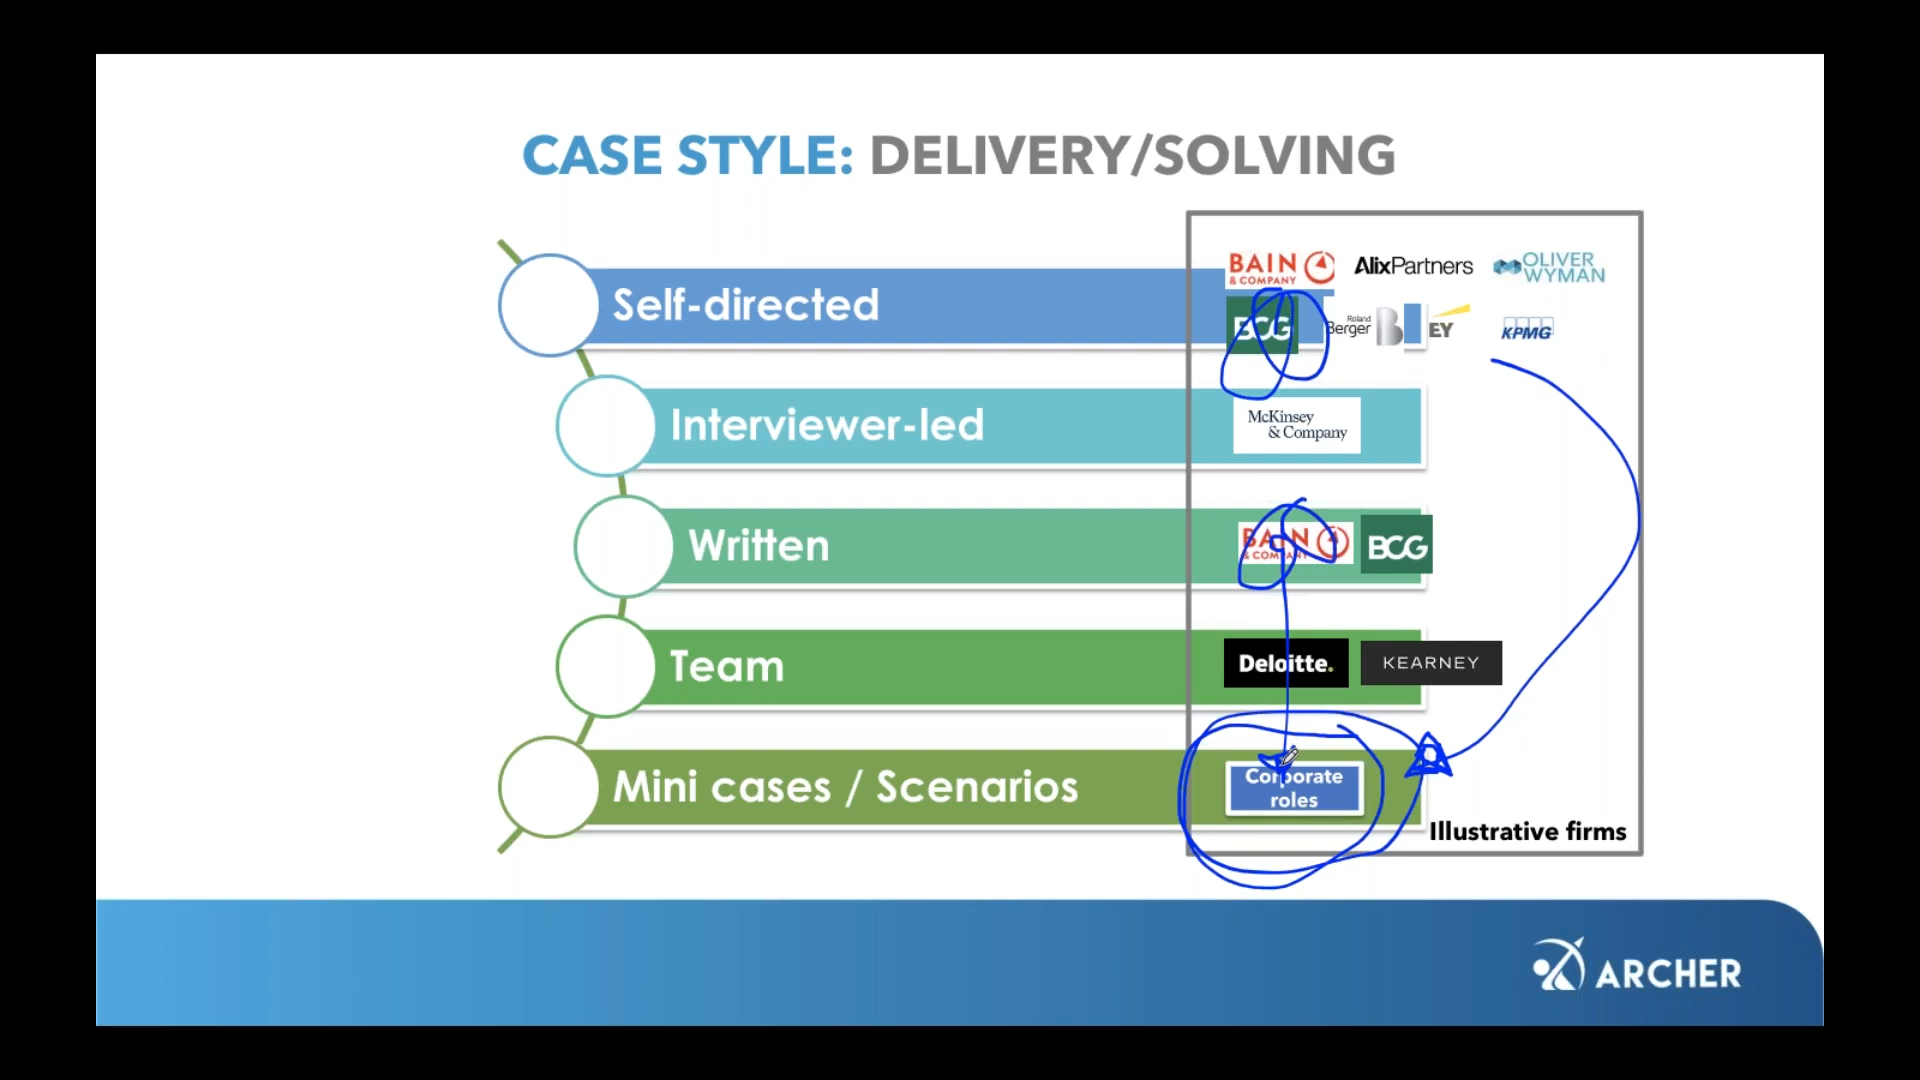 CASE STYLE: DELIVERY/SOLVING
Self-directed
BAIN & COMPANY
AlixPartners
OLIVER WYMAN
BCG
Roland Berger B
EY
KPMG
Interviewer-led
McKinsey
& Company
Written
BAIN & COMPANY
BCG
Team
Deloitte.
KEARNEY
Mini cases / Scenarios
Corporate
roles
Illustrative firms
ARCHER